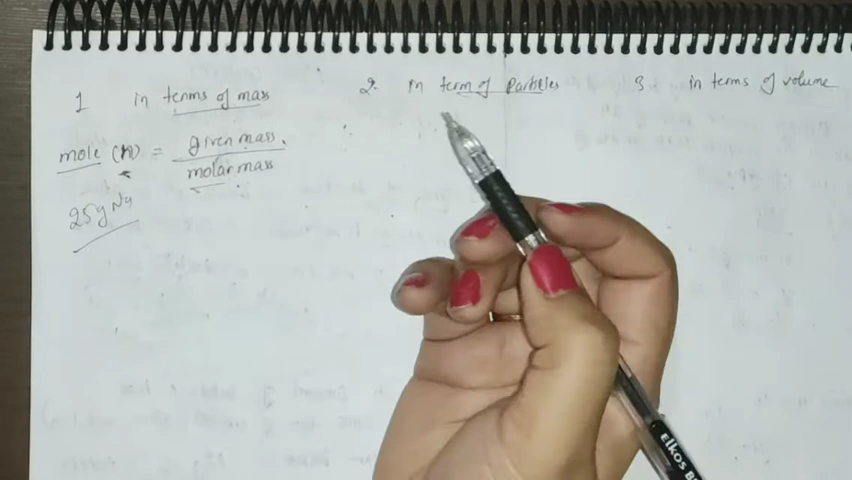 1 in terms of mass
mole (n) = given mass.
molar mass
25g Na
2. in term of particles
3 in terms of volume
Elkos B